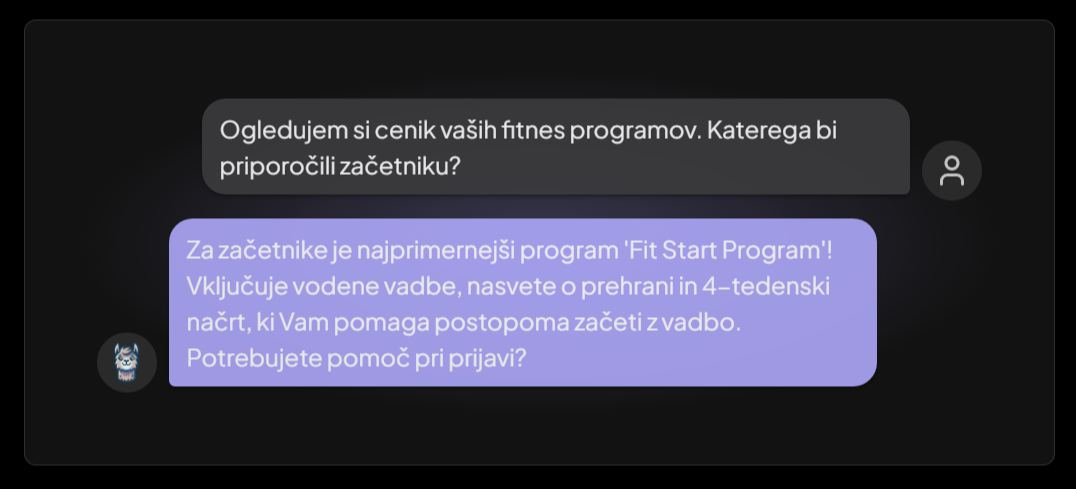 Ogledujem si cenik vaših fitnes programov. Katerega bi
priporočili začetniku?
Za začetnike je najprimernejši program 'Fit Start Program'!
Vključuje vodene vadbe, nasvete o prehrani in 4–tedenski
načrt, ki Vam pomaga postopoma začeti z vadbo.
Potrebujete pomoč pri prijavi?